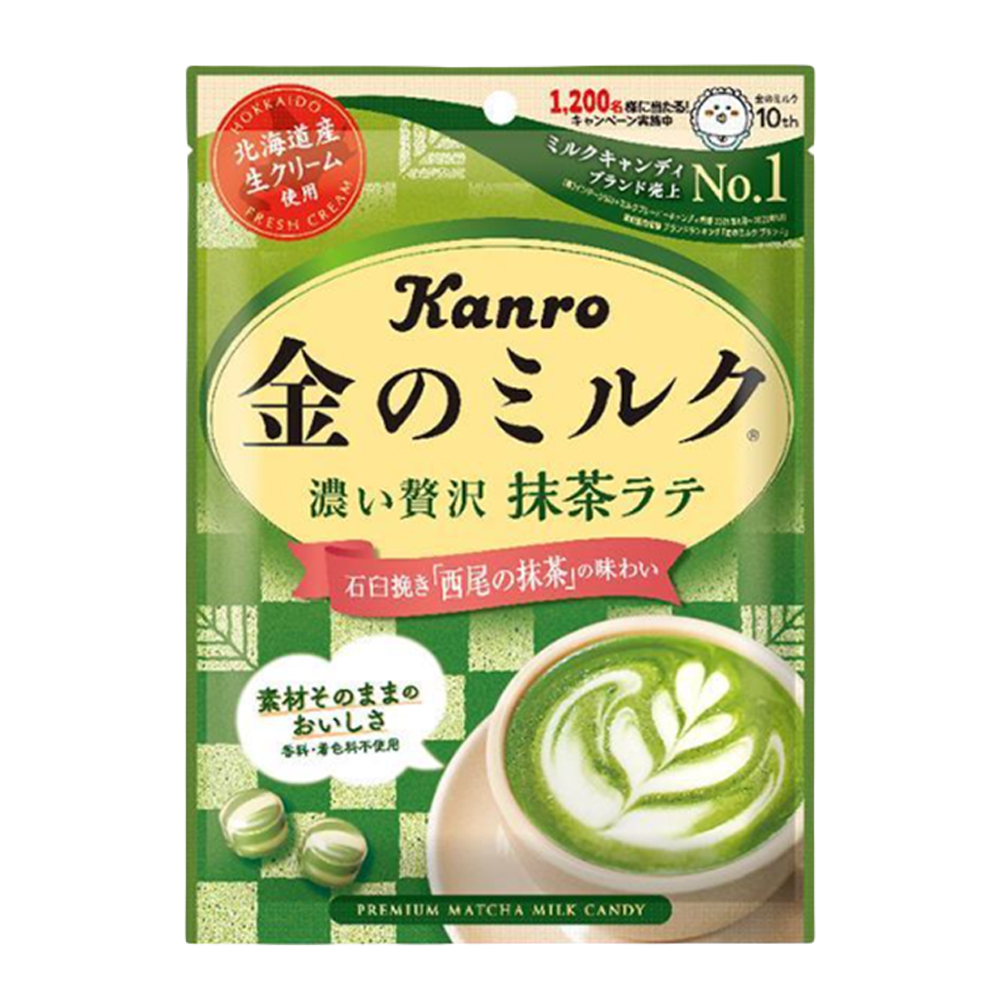 HOKKAIDO
北海道産
生クリーム
使用
FRESH CREAM
1,200名様に当たる!
キャンペーン実施中
金のミルク
10th
ミルクキャンディ
ブランド売上
No.1
Kanro
金のミルク®
濃い贅沢 抹茶ラテ
石臼挽き「西尾の抹茶」の味わい
素材そのままの
おいしさ
香料・着色料不使用
PREMIUM MATCHA MILK CANDY